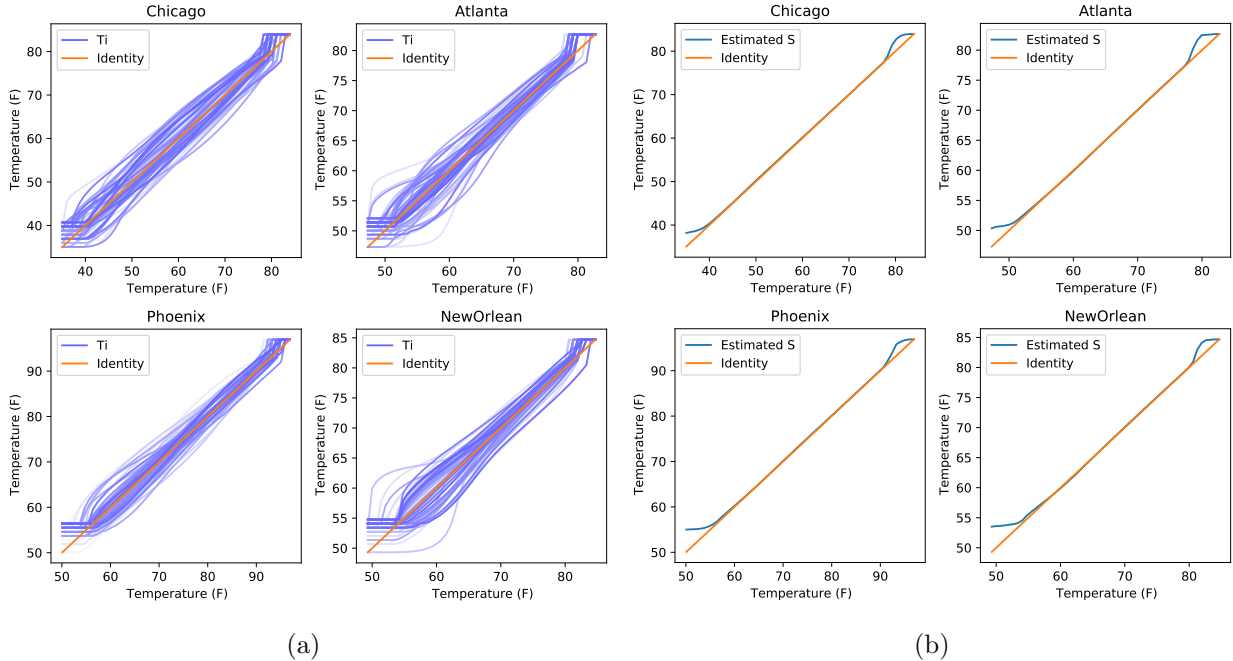 Chicago
Temperature (F)
80
70
60
50
40
Ti
Identity
40 50 60 70 80
Temperature (F)
Atlanta
Temperature (F)
80
75
70
65
60
55
50
Ti
Identity
50 60 70 80
Temperature (F)
Chicago
Temperature (F)
80
70
60
50
40
Estimated S
Identity
40 50 60 70 80
Temperature (F)
Atlanta
Temperature (F)
80
75
70
65
60
55
50
Estimated S
Identity
50 60 70 80
Temperature (F)
Phoenix
Temperature (F)
90
80
70
60
50
Ti
Identity
50 60 70 80 90
Temperature (F)
NewOrlean
Temperature (F)
85
80
75
70
65
60
55
50
Ti
Identity
50 60 70 80
Temperature (F)
Phoenix
Temperature (F)
90
80
70
60
50
Estimated S
Identity
50 60 70 80 90
Temperature (F)
NewOrlean
Temperature (F)
85
80
75
70
65
60
55
50
Estimated S
Identity
50 60 70 80
Temperature (F)
(a)
(b)